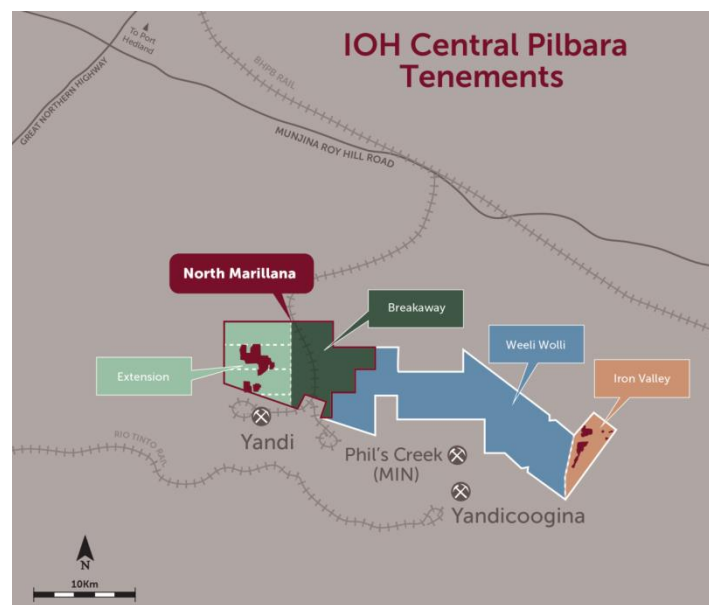 IOH Central Pilbara
Tenements
To Port
Hedland
GREAT NORTHERN HIGHWAY
BHPB RAIL
MUNJINA ROY HILL ROAD
North Marillana
Breakaway
Weeli Wolli
Extension
Iron Valley
Yandi
RIO TINTO RAIL
Phil's Creek
(MIN)
Yandicoogina
N
10Km